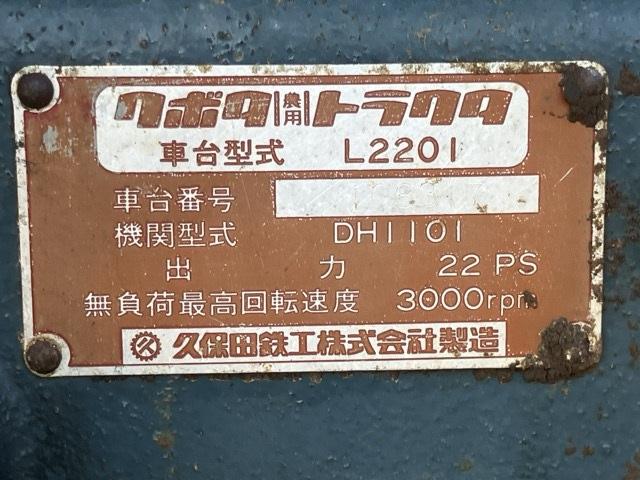 クボタ農用トラクタ
車台型式 L2201
車台番号
機関型式 DH1101
出力 22 PS
無負荷最高回転速度 3000rpm
久保田鉄工株式会社製造